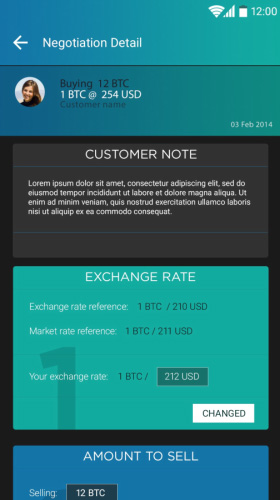 12:00
Negotiation Detail
Buying 12 BTC
1 BTC @ 254 USD
Customer name
03 Feb 2014
CUSTOMER NOTE
Lorem ipsum dolor sit amet, consectetur adipiscing elit, sed do
eiusmod tempor incididunt ut labore et dolore magna aliqua. Ut
enim ad minim veniam, quis nostrud exercitation ullamco laboris
nisi ut aliquip ex ea commodo consequat.
EXCHANGE RATE
Exchange rate reference: 1 BTC / 210 USD
Market rate reference: 1 BTC / 211 USD
1
Your exchange rate: 1 BTC / 212 USD
CHANGED
AMOUNT TO SELL
Selling: 12 BTC